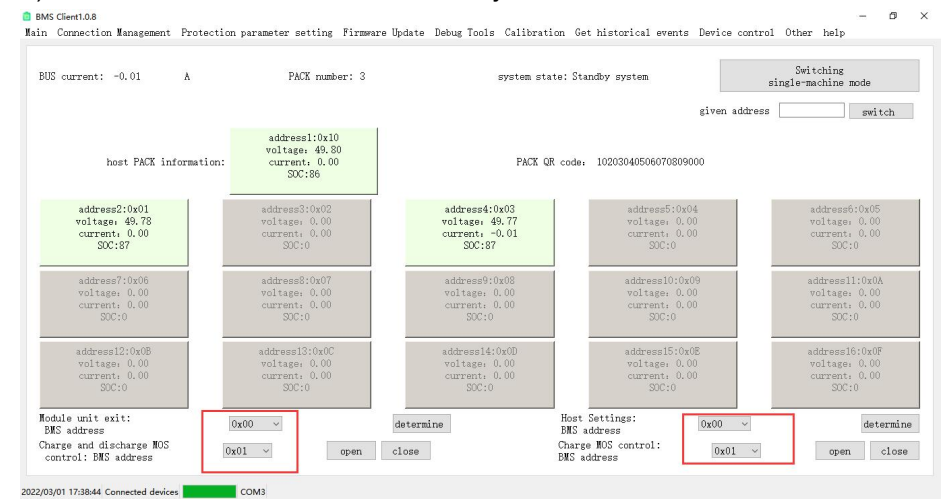 BMS Client1.0.8
Main Connection Management Protection parameter setting Firmware Update Debug Tools Calibration Get historical events Device control Other help
BUS current: -0.01 A PACK number: 3 system state: Standby system
Switching
single-machine mode
given address switch
host PACK information:
address1:0x10
voltage: 49.80
current: 0.00
SOC:86
PACK QR code: 10203040506070809000
address2:0x01
voltage: 49.78
current: 0.00
SOC:87
address3:0x02
voltage: 0.00
current: 0.00
SOC:0
address4:0x03
voltage: 49.77
current: -0.01
SOC:87
address5:0x04
voltage: 0.00
current: 0.00
SOC:0
address6:0x05
voltage: 0.00
current: 0.00
SOC:0
address7:0x06
voltage: 0.00
current: 0.00
SOC:0
address8:0x07
voltage: 0.00
current: 0.00
SOC:0
address9:0x08
voltage: 0.00
current: 0.00
SOC:0
address10:0x09
voltage: 0.00
current: 0.00
SOC:0
address11:0x0A
voltage: 0.00
current: 0.00
SOC:0
address12:0x0B
voltage: 0.00
current: 0.00
SOC:0
address13:0x0C
voltage: 0.00
current: 0.00
SOC:0
address14:0x0D
voltage: 0.00
current: 0.00
SOC:0
address15:0x0E
voltage: 0.00
current: 0.00
SOC:0
address16:0x0F
voltage: 0.00
current: 0.00
SOC:0
Module unit exit:
BMS address
0x00
determine
Host Settings:
BMS address
0x00
determine
Charge and discharge MOS
control: BMS address
0x01
open close
Charge MOS control:
BMS address
0x01
open close
2022/03/01 17:38:44 Connected devices COM3